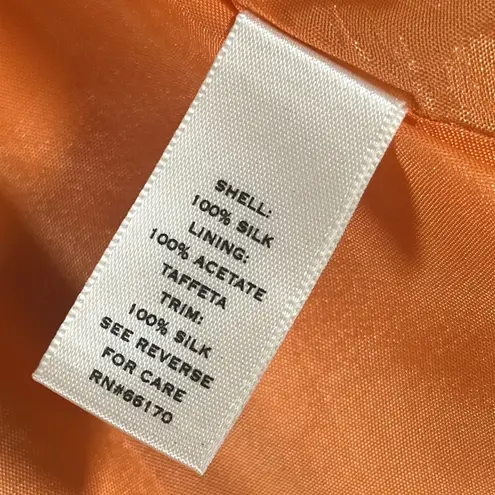 SHELL:
100% SILK
LINING:
100% ACETATE
TAFFETA
TRIM:
100% SILK
SEE REVERSE
FOR CARE
RN#66170